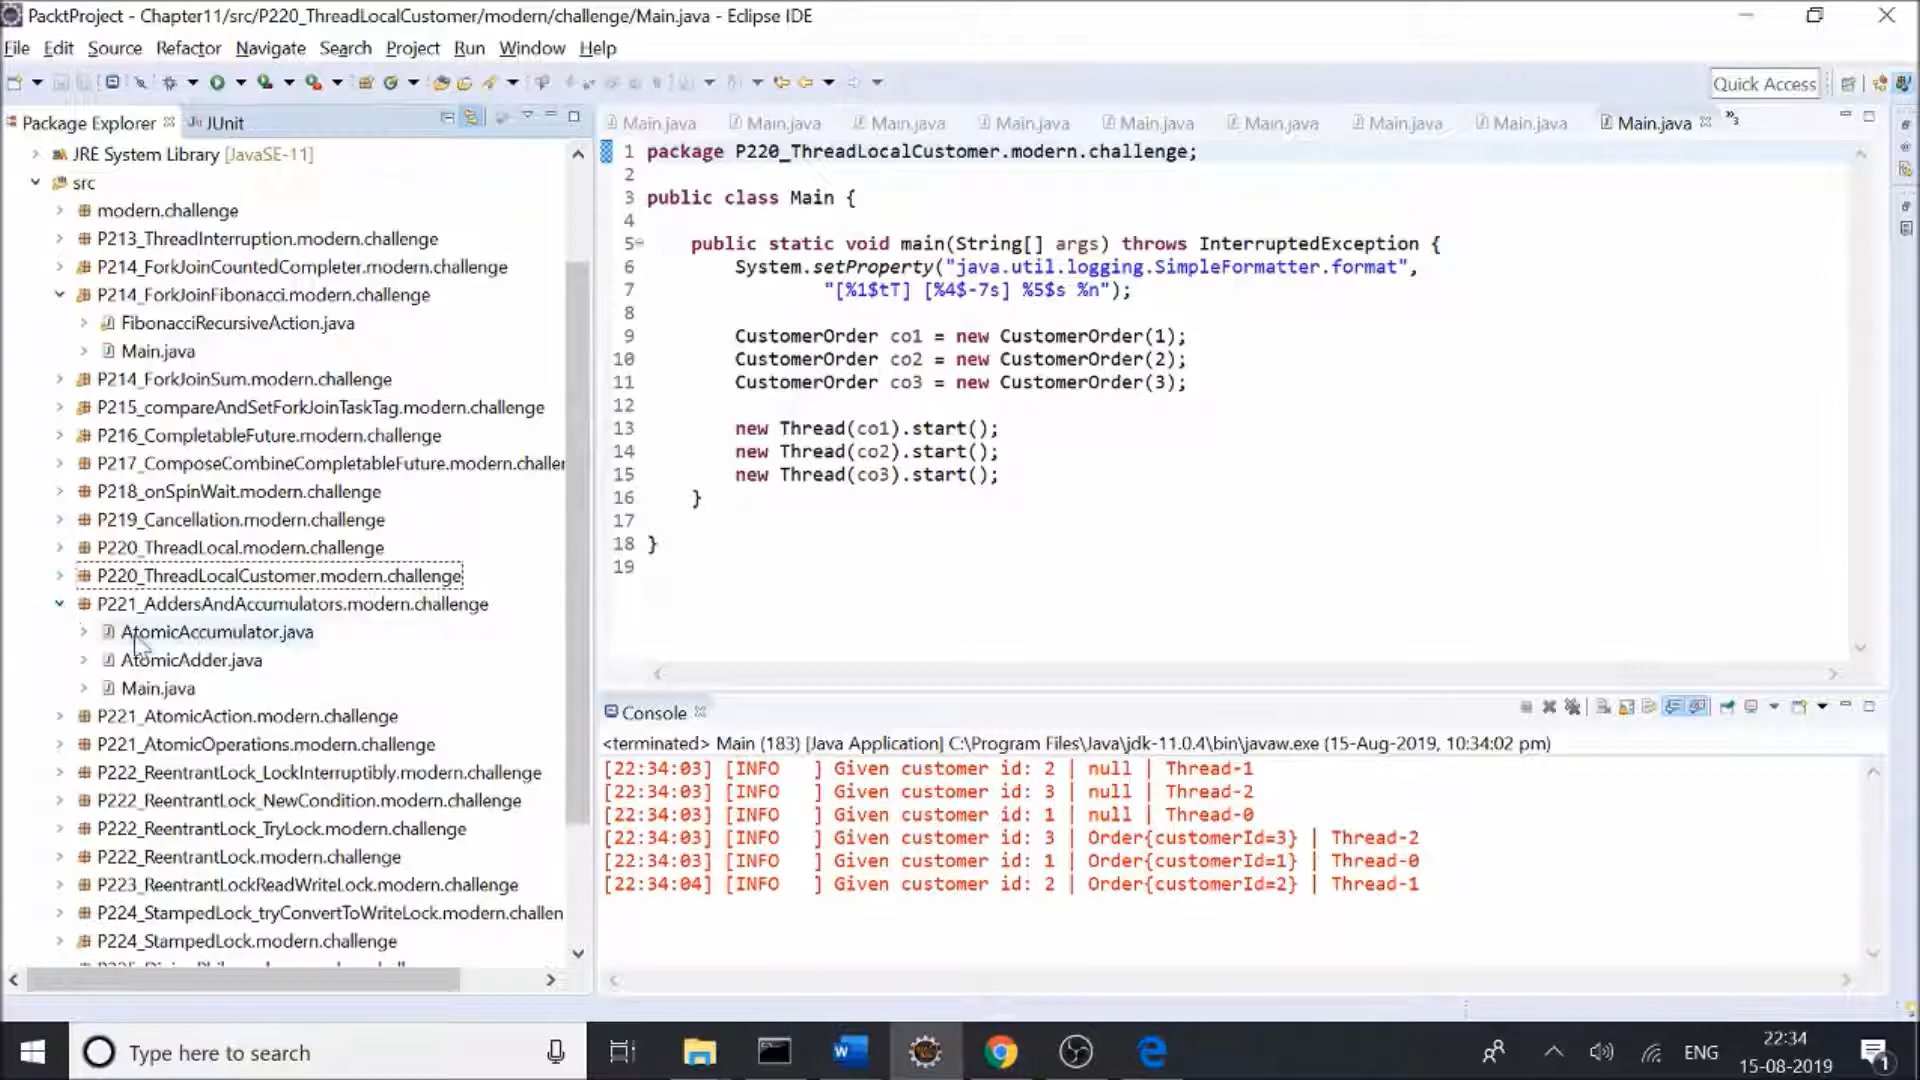 PacktProject - Chapter11/src/P220_ThreadLocalCustomer/modern/challenge/Main.java - Eclipse IDE
File Edit Source Refactor Navigate Search Project Run Window Help
Quick Access
Package Explorer JUnit
JRE System Library [JavaSE-11]
src
modern.challenge
P213_ThreadInterruption.modern.challenge
P214_ForkJoinCountedCompleter.modern.challenge
P214_ForkJoinFibonacci.modern.challenge
FibonacciRecursiveAction.java
Main.java
P214_ForkJoinSum.modern.challenge
P215_compareAndSetForkJoinTaskTag.modern.challenge
P216_CompletableFuture.modern.challenge
P217_ComposeCombineCompletableFuture.modern.challer
P218_onSpinWait.modern.challenge
P219_Cancellation.modern.challenge
P220_ThreadLocal.modern.challenge
P220_ThreadLocalCustomer.modern.challenge
P221_AddersAndAccumulators.modern.challenge
AtomicAccumulator.java
AtomicAdder.java
Main.java
P221_AtomicAction.modern.challenge
P221_AtomicOperations.modern.challenge
P222_ReentrantLock_LockInterruptibly.modern.challenge
P222_ReentrantLock_NewCondition.modern.challenge
P222_ReentrantLock_TryLock.modern.challenge
P222_ReentrantLock.modern.challenge
P223_ReentrantLockReadWriteLock.modern.challenge
P224_StampedLock_tryConvertToWriteLock.modern.challen
P224_StampedLock.modern.challenge
Main.java Main.java Main.java Main.java Main.java Main.java Main.java Main.java Main.java 3
1 package P220_ThreadLocalCustomer.modern.challenge;
2
3 public class Main {
4
5 public static void main(String[] args) throws InterruptedException {
6 System.setProperty("java.util.logging.SimpleFormatter.format",
7 "[%1$tT] [%4$-7s] %5$s %n");
8
9 CustomerOrder co1 = new CustomerOrder(1);
10 CustomerOrder co2 = new CustomerOrder(2);
11 CustomerOrder co3 = new CustomerOrder(3);
12
13 new Thread(co1).start();
14 new Thread(co2).start();
15 new Thread(co3).start();
16 }
17
18 }
19
Console
<terminated> Main (183) [Java Application] C:\Program Files\Java\jdk-11.0.4\bin\javaw.exe (15-Aug-2019, 10:34:02 pm)
[22:34:03] [INFO ] Given customer id: 2 | null | Thread-1
[22:34:03] [INFO ] Given customer id: 3 | null | Thread-2
[22:34:03] [INFO ] Given customer id: 1 | null | Thread-0
[22:34:03] [INFO ] Given customer id: 3 | Order{customerId=3} | Thread-2
[22:34:03] [INFO ] Given customer id: 1 | Order{customerId=1} | Thread-0
[22:34:04] [INFO ] Given customer id: 2 | Order{customerId=2} | Thread-1
Type here to search
ENG
22:34
15-08-2019
1